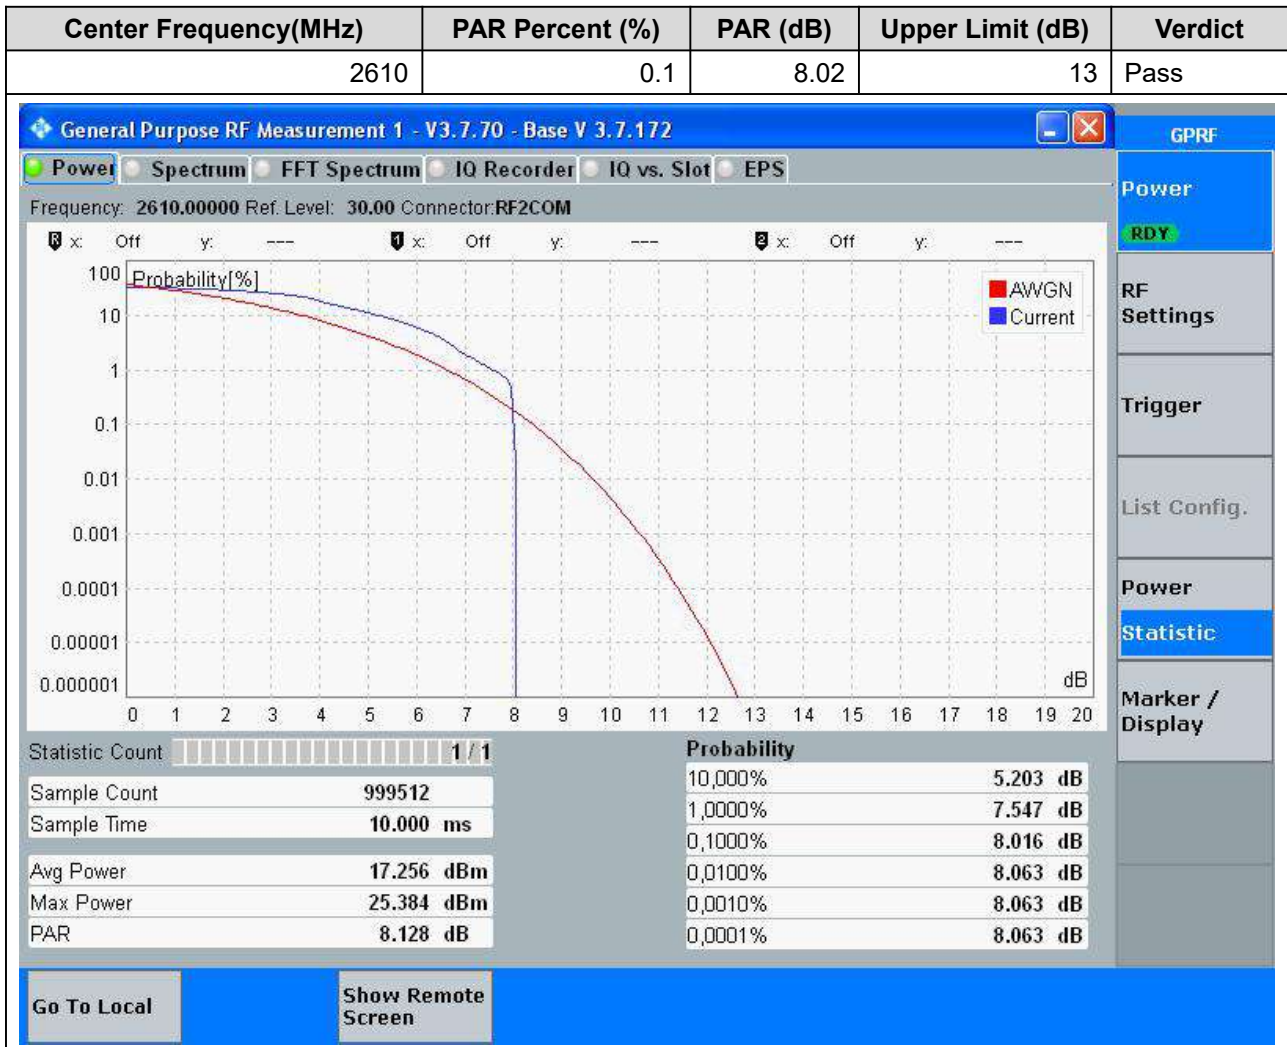 Center Frequency(MHz) PAR Percent (%) PAR (dB) Upper Limit (dB) Verdict
2610 0.1 8.02 13 Pass
General Purpose RF Measurement 1 - V3.7.70 - Base V 3.7.172
GPRF
Power Spectrum FFT Spectrum IQ Recorder IQ vs. Slot EPS
Power
RDY
Frequency: 2610.00000 Ref. Level: 30.00 Connector:RF2COM
R x: Off y: --- 1 x: Off y: --- 2 x: Off y: ---
Probability[%]
AWGN
Current
100
10
1
0.1
0.01
0.001
0.0001
0.00001
0.000001
dB
0 1 2 3 4 5 6 7 8 9 10 11 12 13 14 15 16 17 18 19 20
RF
Settings
Trigger
List Config.
Power
Statistic
Marker /
Display
Statistic Count 1 / 1
Sample Count 999512
Sample Time 10.000 ms
Avg Power 17.256 dBm
Max Power 25.384 dBm
PAR 8.128 dB
Probability
10,000% 5.203 dB
1,0000% 7.547 dB
0,1000% 8.016 dB
0,0100% 8.063 dB
0,0010% 8.063 dB
0,0001% 8.063 dB
Go To Local
Show Remote
Screen